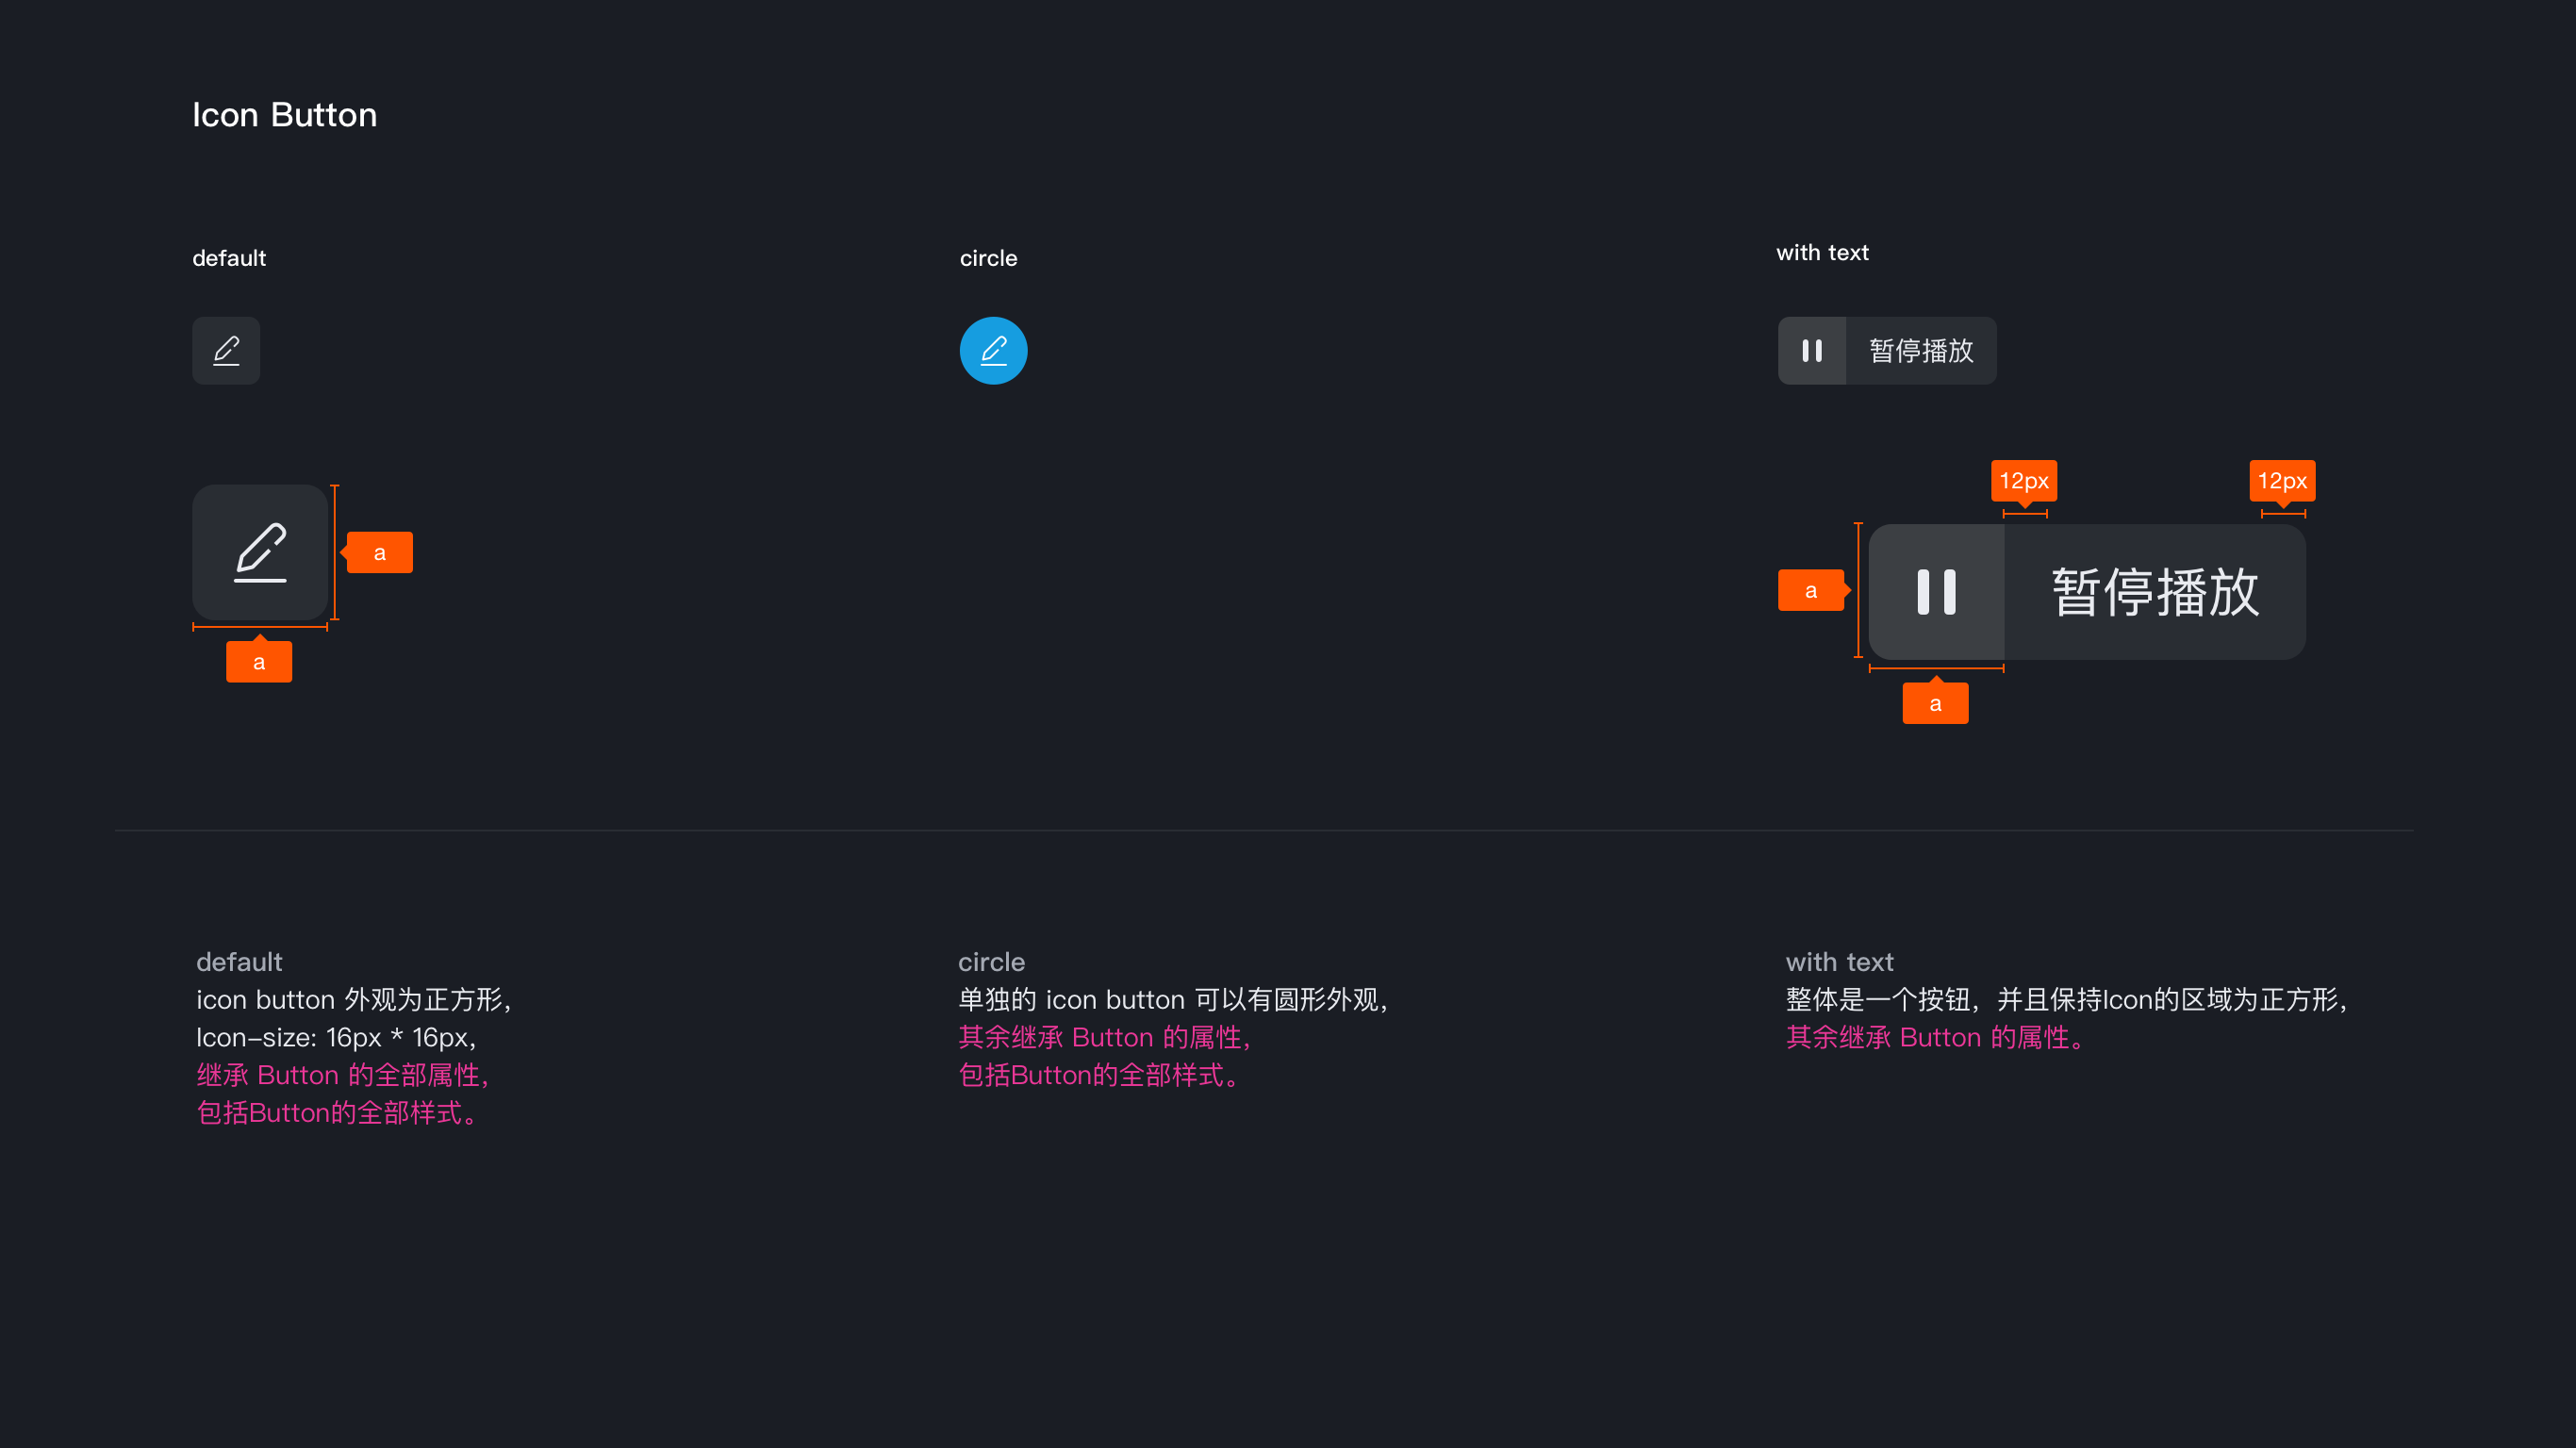 Icon Button
default
circle
with text
暂停播放
12px
12px
a
a
暂停播放
a
a
default
icon button 外观为正方形，
Icon-size: 16px * 16px，
继承 Button 的全部属性，
包括Button的全部样式。
circle
单独的 icon button 可以有圆形外观，
其余继承 Button 的属性，
包括Button的全部样式。
with text
整体是一个按钮，并且保持Icon的区域为正方形，
其余继承 Button 的属性。